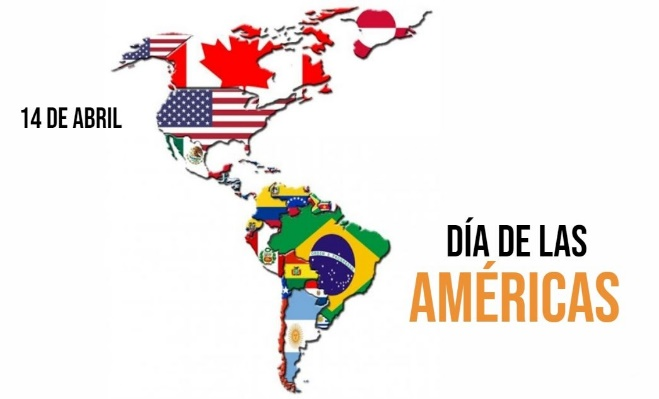 14 DE ABRIL
DÍA DE LAS
AMÉRICAS